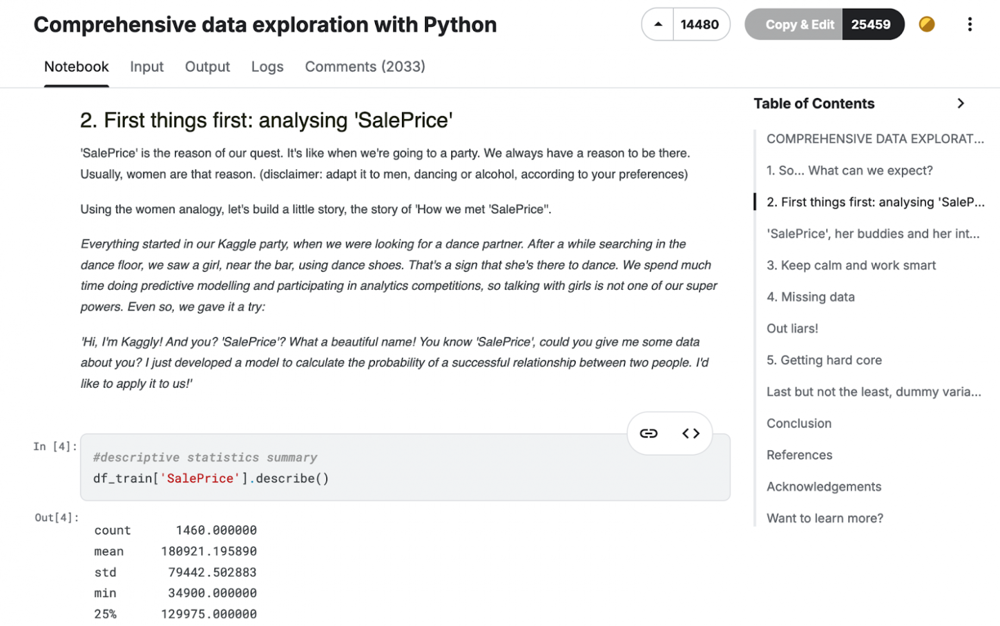 Comprehensive data exploration with Python
14480
Copy & Edit 25459
Notebook Input Output Logs Comments (2033)
2. First things first: analysing 'SalePrice'
'SalePrice' is the reason of our quest. It's like when we're going to a party. We always have a reason to be there.
Usually, women are that reason. (disclaimer: adapt it to men, dancing or alcohol, according to your preferences)
Using the women analogy, let's build a little story, the story of 'How we met 'SalePrice''.
Everything started in our Kaggle party, when we were looking for a dance partner. After a while searching in the
dance floor, we saw a girl, near the bar, using dance shoes. That's a sign that she's there to dance. We spend much
time doing predictive modelling and participating in analytics competitions, so talking with girls is not one of our super
powers. Even so, we gave it a try:
'Hi, I'm Kaggly! And you? 'SalePrice'? What a beautiful name! You know 'SalePrice', could you give me some data
about you? I just developed a model to calculate the probability of a successful relationship between two people. I'd
like to apply it to us!'
In [4]:
#descriptive statistics summary
df_train['SalePrice'].describe()
Out[4]:
count 1460.000000
mean 180921.195890
std 79442.502883
min 34900.000000
25% 129975.000000
Table of Contents
COMPREHENSIVE DATA EXPLORAT...
1. So... What can we expect?
2. First things first: analysing 'SaleP...
'SalePrice', her buddies and her int...
3. Keep calm and work smart
4. Missing data
Out liars!
5. Getting hard core
Last but not the least, dummy varia...
Conclusion
References
Acknowledgements
Want to learn more?